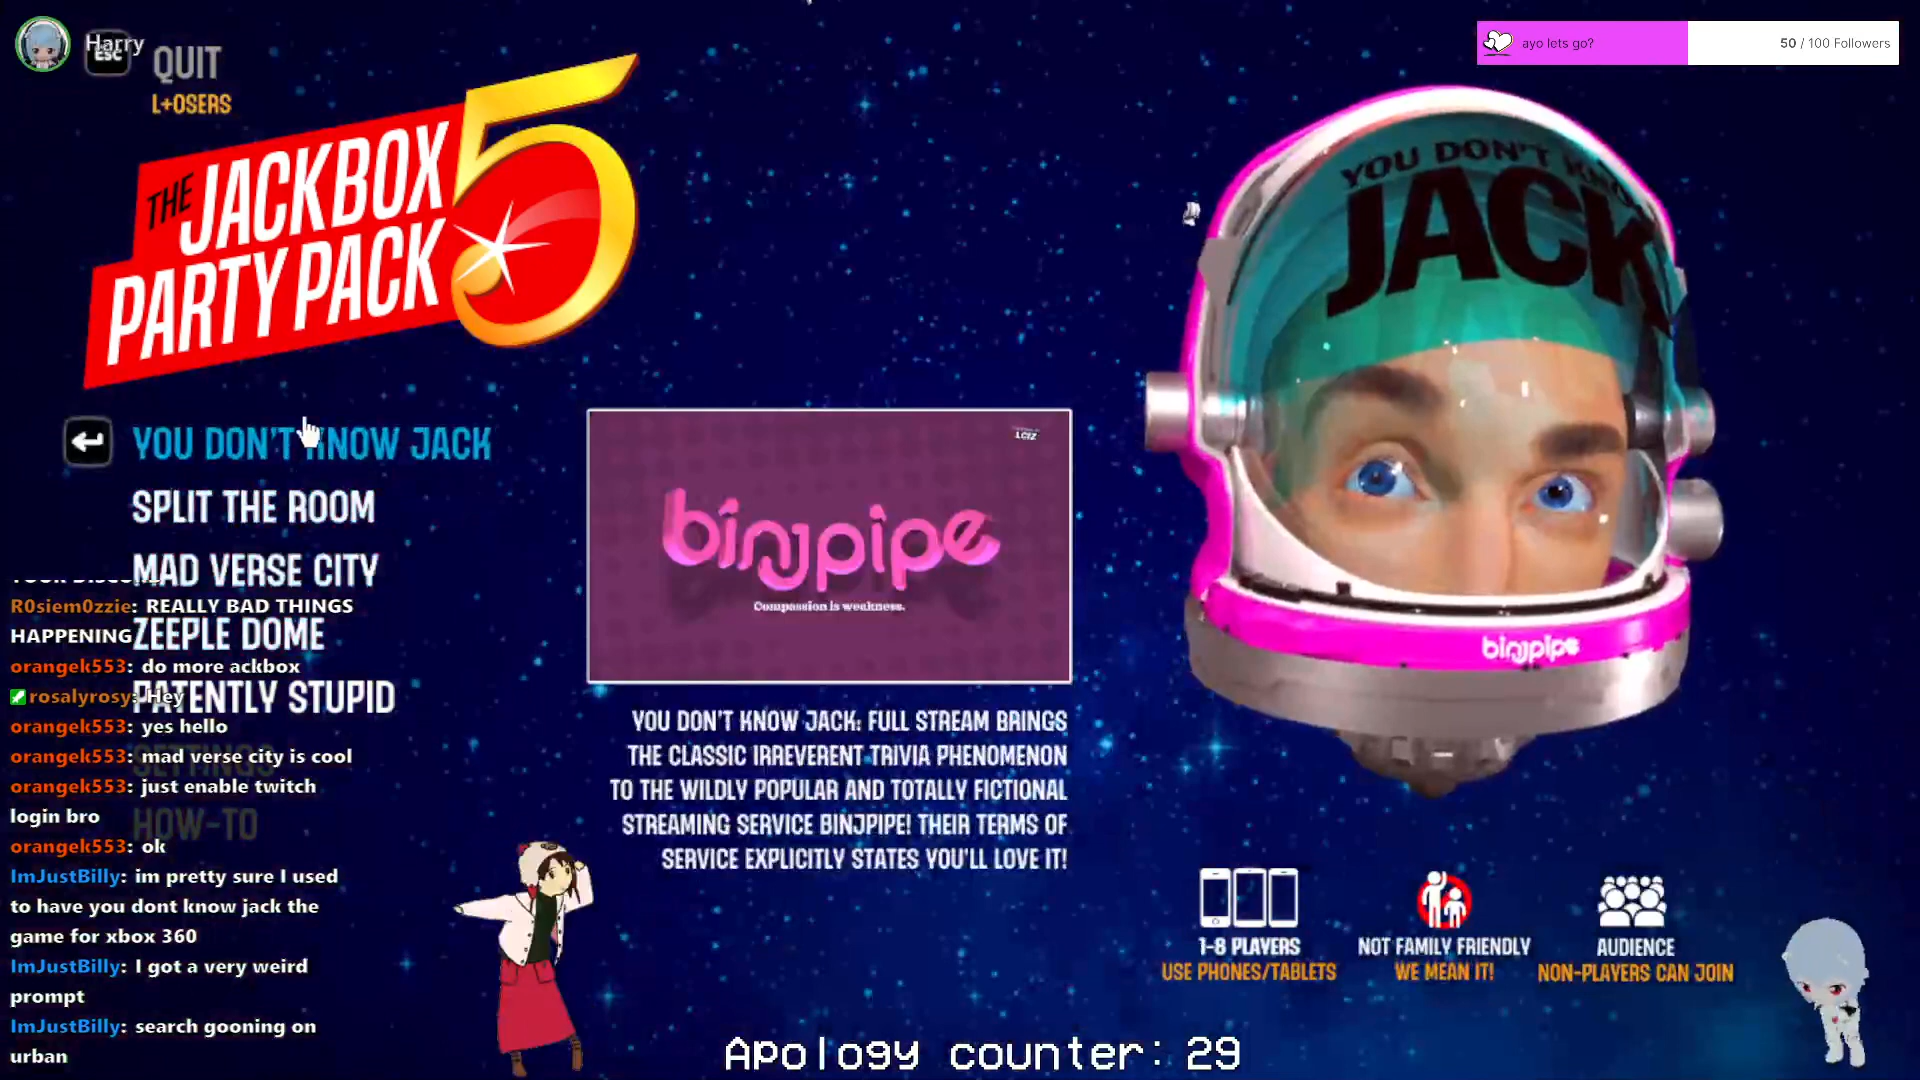 Harry
ESC
QUIT
L+OSERS
ayo lets go?
50 / 100 Followers
THE
JACKBOX
PARTY PACK
5
YOU DON'T KNOW
JACK
YOU DON'T KNOW JACK
SPLIT THE ROOM
MAD VERSE CITY
R0siem0zzie: REALLY BAD THINGS
HAPPENING
ZEEPLE DOME
orangek553: do more ackbox
rosalyrosy: Hey
PATENTLY STUPID
orangek553: yes hello
orangek553: mad verse city is cool
SETTINGS
orangek553: just enable twitch
login bro
HOW-TO
orangek553: ok
ImJustBilly: im pretty sure I used
to have you dont know jack the
game for xbox 360
ImJustBilly: I got a very weird
prompt
ImJustBilly: search gooning on
urban
binjpipe
Compassion is weakness.
YOU DON'T KNOW JACK: FULL STREAM BRINGS
THE CLASSIC IRREVERENT TRIVIA PHENOMENON
TO THE WILDLY POPULAR AND TOTALLY FICTIONAL
STREAMING SERVICE BINJPIPE! THEIR TERMS OF
SERVICE EXPLICITLY STATES YOU'LL LOVE IT!
binjpipe
1-8 PLAYERS
USE PHONES/TABLETS
NOT FAMILY FRIENDLY
WE MEAN IT!
AUDIENCE
NON-PLAYERS CAN JOIN
Apology counter: 29